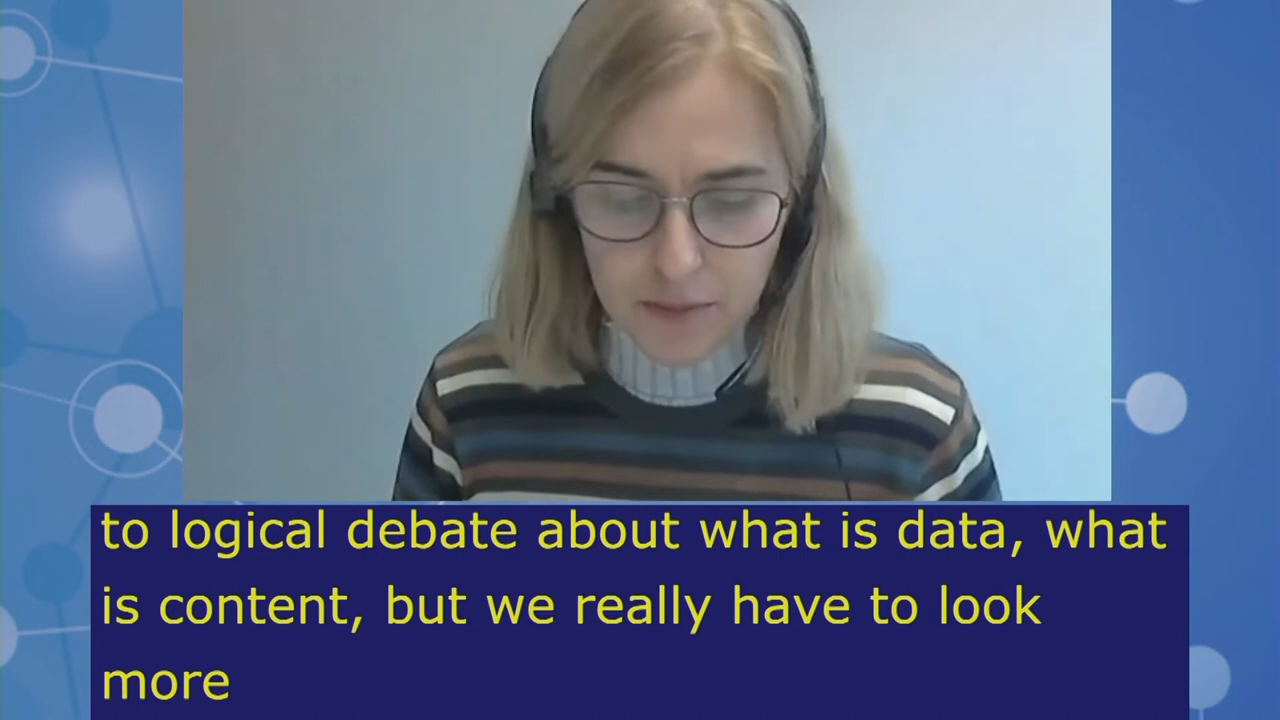 to logical debate about what is data, what
is content, but we really have to look
more